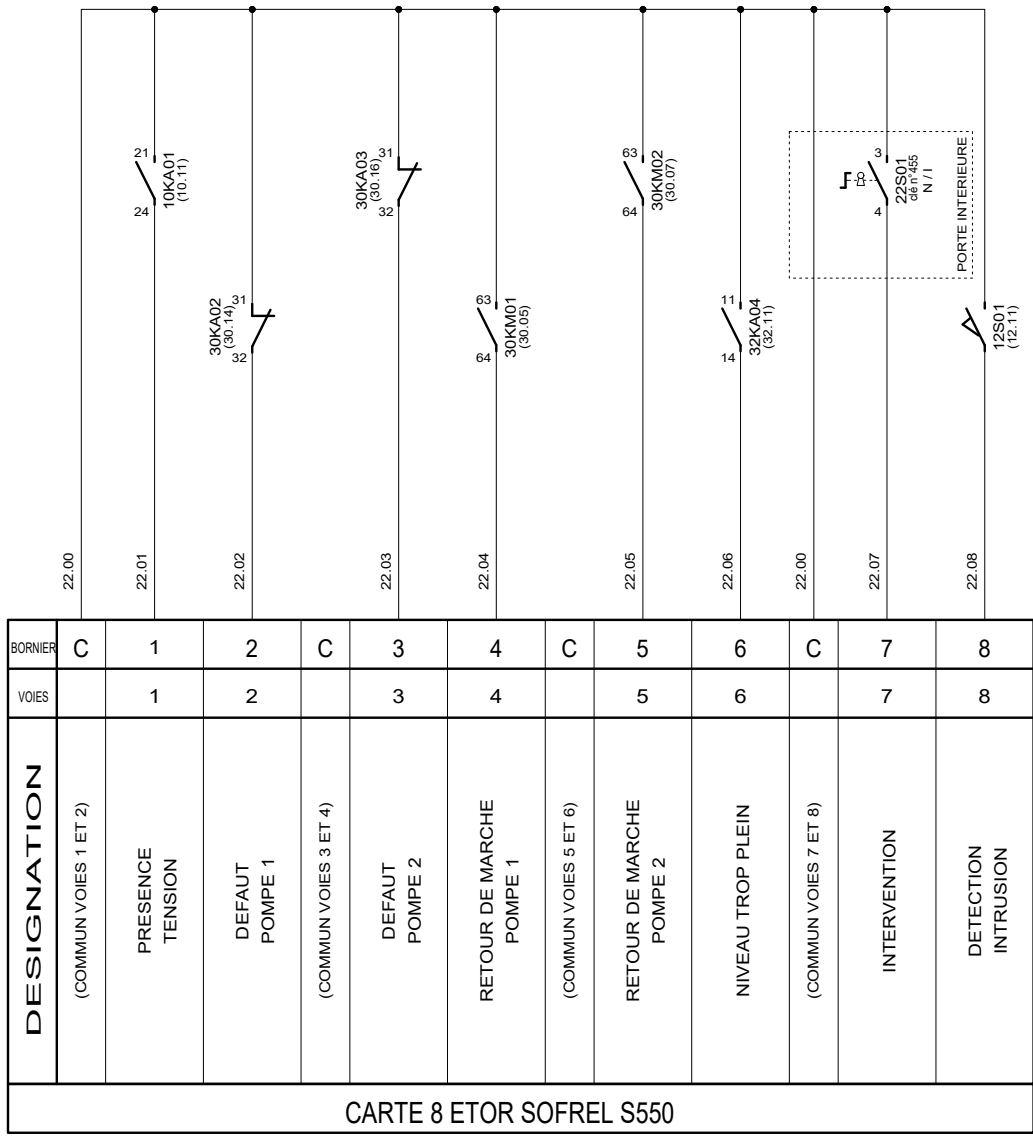 21
10KA01
(10.11)
24
31
30KA02
(30.14)
32
31
30KA03
(30.16)
32
63
30KM01
(30.05)
64
63
30KM02
(30.07)
64
11
32KA04
(32.11)
14
3
22S01
clé n°455
N / I
4
PORTE INTERIEURE
12S01
(12.11)
22.00
22.01
22.02
22.03
22.04
22.05
22.06
22.00
22.07
22.08
BORNIER C 1 2 C 3 4 C 5 6 C 7 8
VOIES 1 2 3 4 5 6 7 8
DESIGNATION
(COMMUN VOIES 1 ET 2)
PRESENCE
TENSION
DEFAUT
POMPE 1
(COMMUN VOIES 3 ET 4)
DEFAUT
POMPE 2
RETOUR DE MARCHE
POMPE 1
(COMMUN VOIES 5 ET 6)
RETOUR DE MARCHE
POMPE 2
NIVEAU TROP PLEIN
(COMMUN VOIES 7 ET 8)
INTERVENTION
DETECTION
INTRUSION
CARTE 8 ETOR SOFREL S550